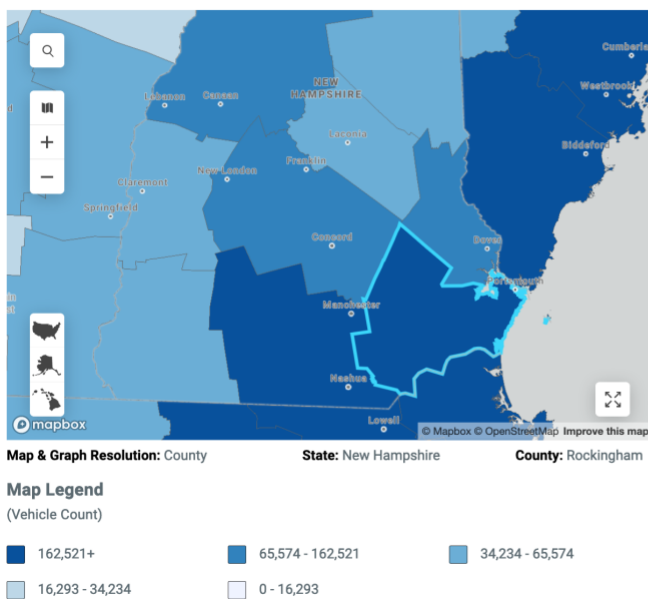 Cumberla
NEW
HAMPSHIRE
Westbrook
Lebanon
Canaan
Laconia
Biddeford
Franklin
New London
Claremont
Springfield
Concord
Dover
Portsmouth
Manchester
Nashua
Lowell
mapbox
© Mapbox © OpenStreetMap Improve this map
Map & Graph Resolution: County State: New Hampshire County: Rockingham
Map Legend
(Vehicle Count)
162,521+ 65,574 - 162,521 34,234 - 65,574
16,293 - 34,234 0 - 16,293